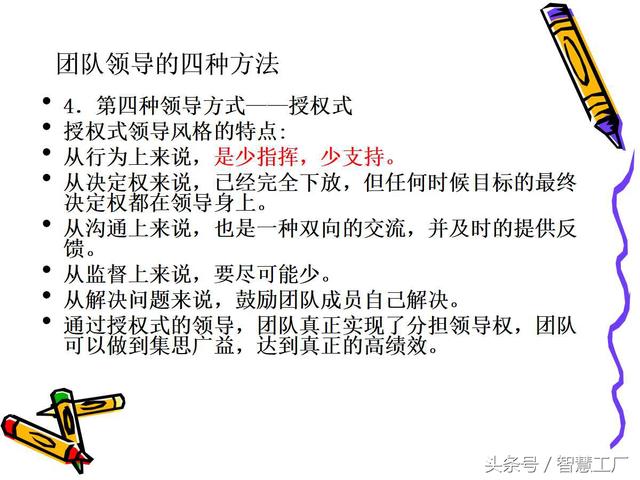 团队领导的四种方法
4．第四种领导方式——授权式
授权式领导风格的特点:
从行为上来说，是少指挥，少支持。
从决定权来说，已经完全下放，但任何时候目标的最终
决定权都在领导身上。
从沟通上来说，也是一种双向的交流，并及时的提供反
馈。
从监督上来说，要尽可能少。
从解决问题来说，鼓励团队成员自己解决。
通过授权式的领导，团队真正实现了分担领导权，团队
可以做到集思广益，达到真正的高绩效。
头条号／智慧工厂